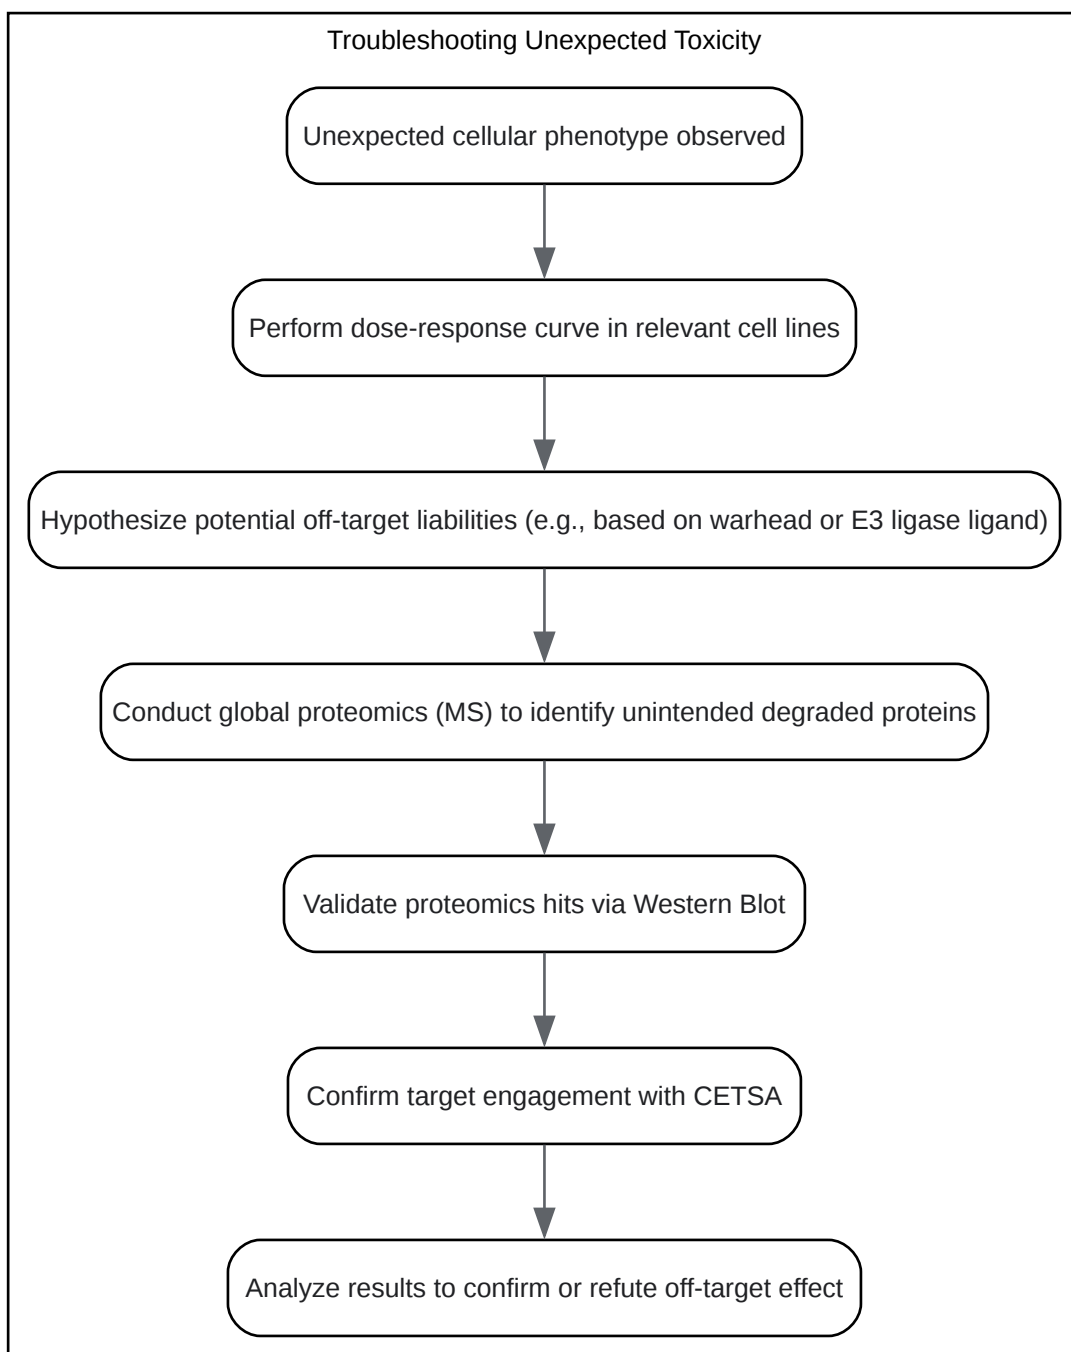 Troubleshooting Unexpected Toxicity
Unexpected cellular phenotype observed
Perform dose-response curve in relevant cell lines
Hypothesize potential off-target liabilities (e.g., based on warhead or E3 ligase ligand)
Conduct global proteomics (MS) to identify unintended degraded proteins
Validate proteomics hits via Western Blot
Confirm target engagement with CETSA
Analyze results to confirm or refute off-target effect